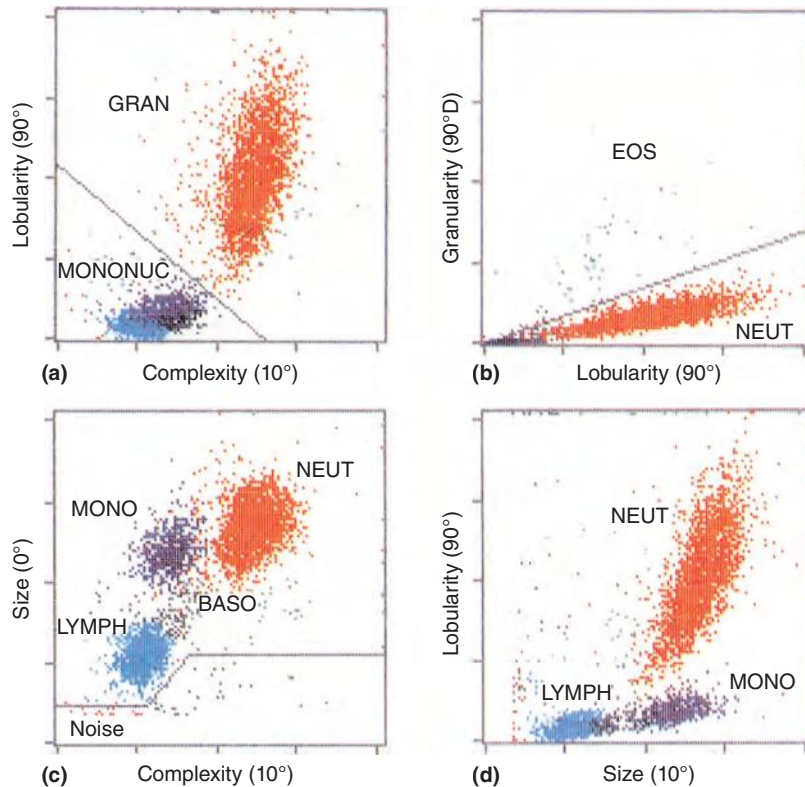 Lobularity (90°)
GRAN
MONONUC
(a)
Complexity (10°)
Granularity (90°D)
EOS
NEUT
(b)
Lobularity (90°)
Size (0°)
NEUT
MONO
BASO
LYMPH
Noise
(c)
Complexity (10°)
Lobularity (90°)
NEUT
MONO
LYMPH
(d)
Size (10°)